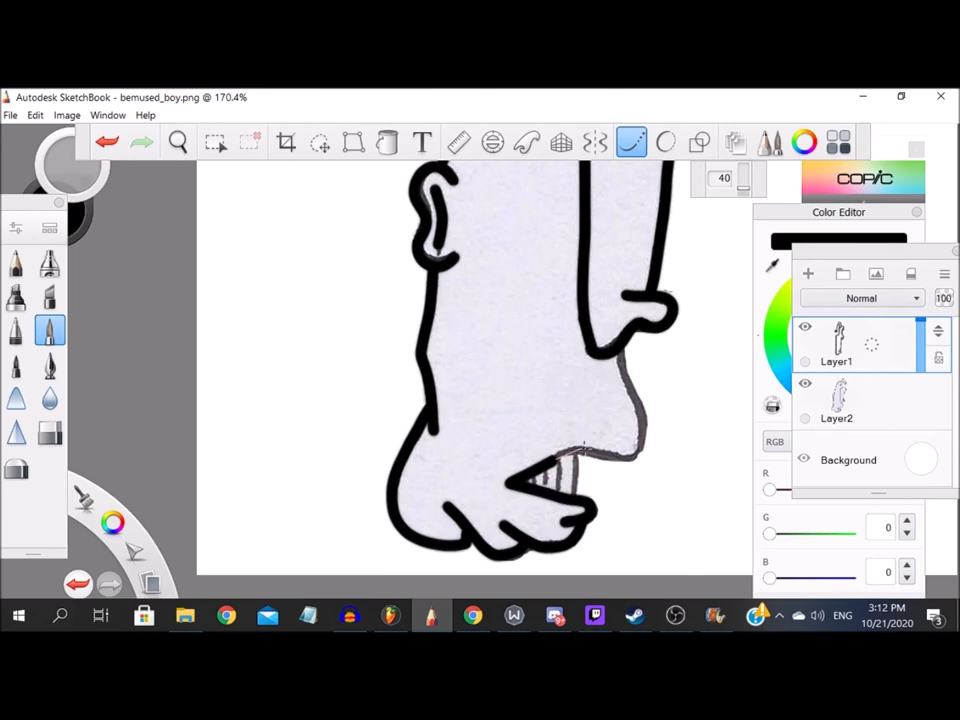 Autodesk SketchBook - bemused_boy.png @ 170.4%
File Edit Image Window Help
T
40
COPIC
Color Editor
Normal
100
Layer1
Layer2
Background
RGB
R
G
0
B
0
ENG
3:12 PM
10/21/2020
3